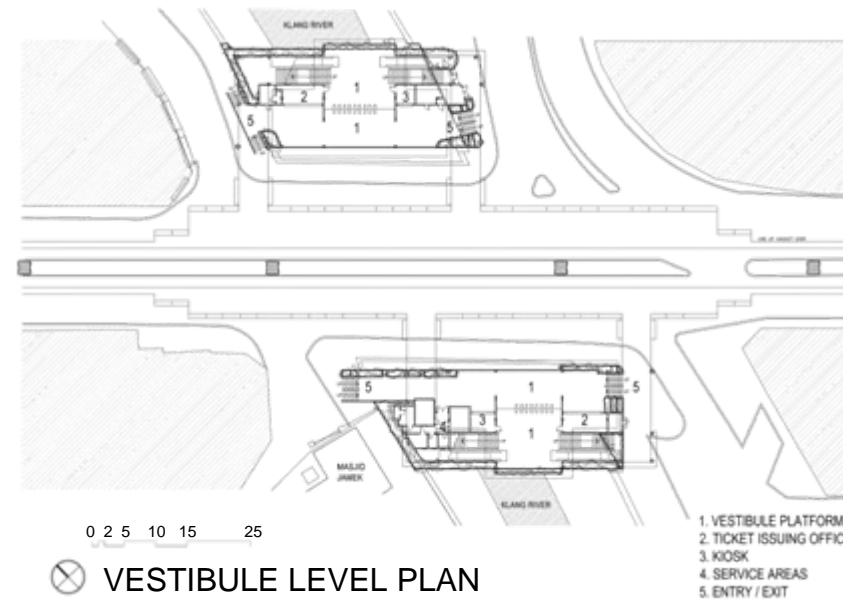 KLANG RIVER
1
2
3
5
1
5
1
5
5
3
2
4
1
MASJID
JAMEK
KLANG RIVER
0 2 5 10 15 25
VESTIBULE LEVEL PLAN
1. VESTIBULE PLATFORM
2. TICKET ISSUING OFFIC
3. KIOSK
4. SERVICE AREAS
5. ENTRY / EXIT